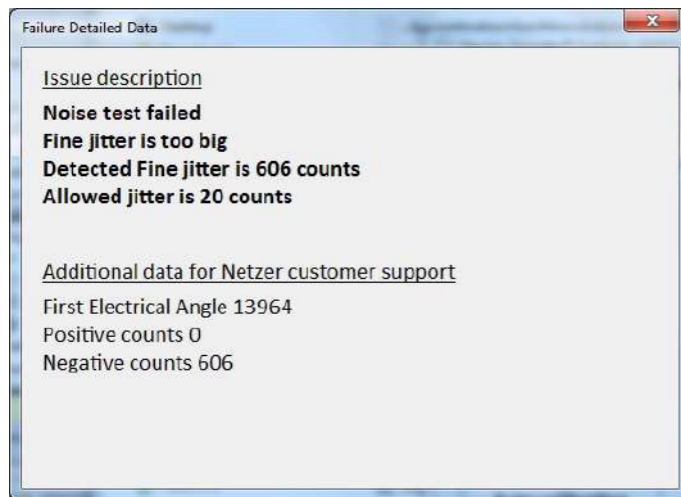 Failure Detailed Data
Issue description
Noise test failed
Fine jitter is too big
Detected Fine jitter is 606 counts
Allowed jitter is 20 counts
Additional data for Netzer customer support
First Electrical Angle 13964
Positive counts 0
Negative counts 606